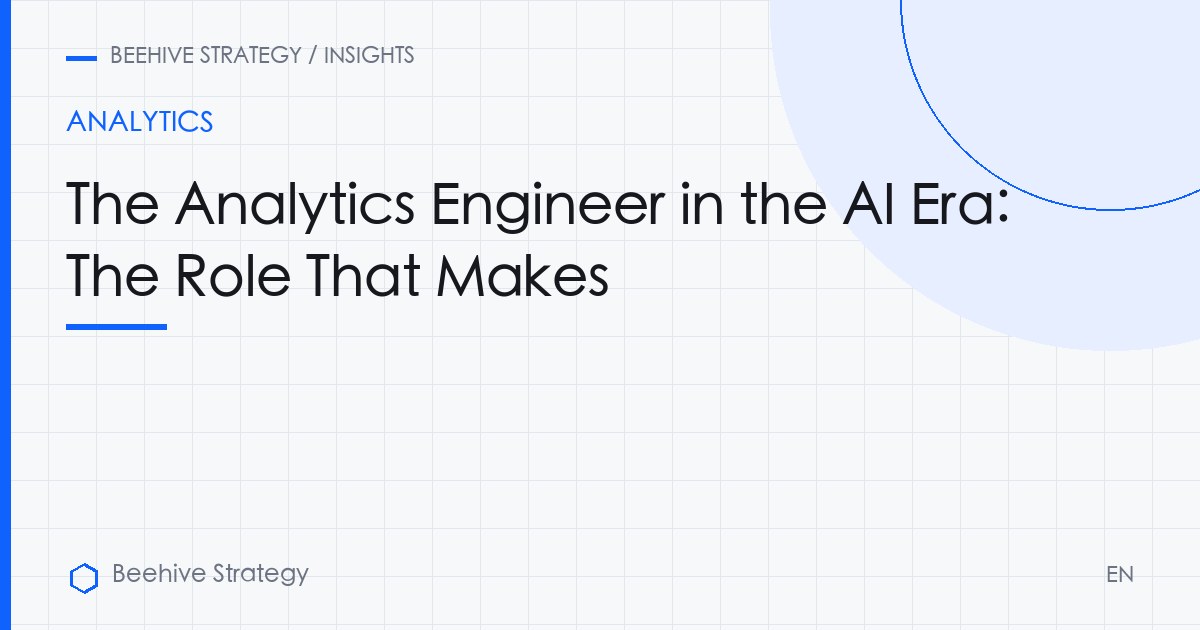 BEEHIVE STRATEGY / INSIGHTS
ANALYTICS
The Analytics Engineer in the AI Era:
The Role That Makes
Beehive Strategy
EN